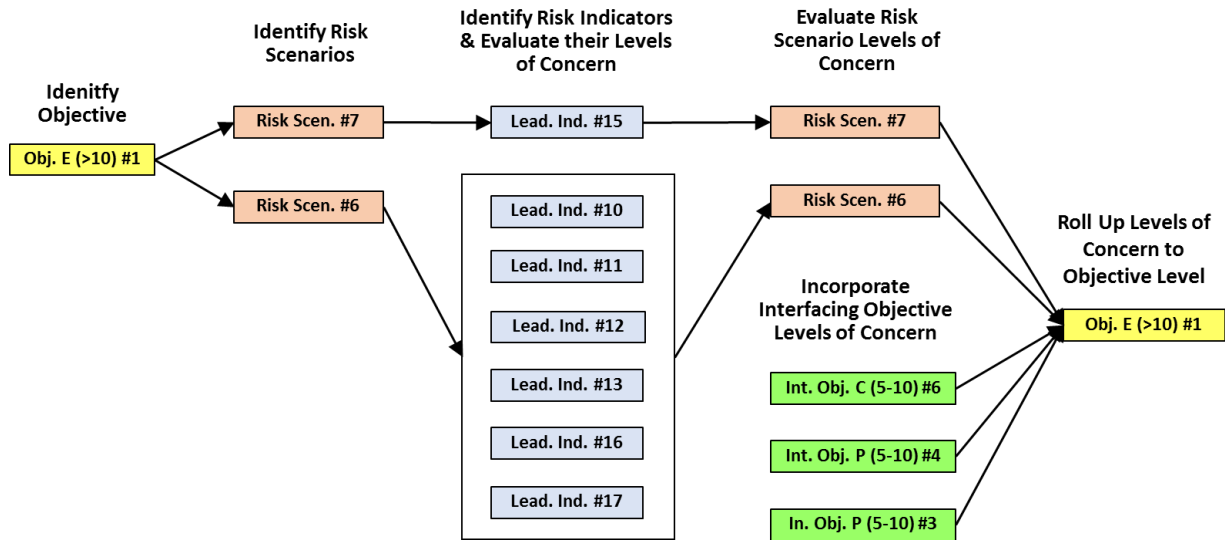 Idenitfy
Objective
Obj. E (>10) #1
Identify Risk
Scenarios
Risk Scen. #7
Risk Scen. #6
Identify Risk Indicators
& Evaluate their Levels
of Concern
Lead. Ind. #15
Lead. Ind. #10
Lead. Ind. #11
Lead. Ind. #12
Lead. Ind. #13
Lead. Ind. #16
Lead. Ind. #17
Evaluate Risk
Scenario Levels of
Concern
Risk Scen. #7
Risk Scen. #6
Incorporate
Interfacing Objective
Levels of Concern
Int. Obj. C (5-10) #6
Int. Obj. P (5-10) #4
In. Obj. P (5-10) #3
Roll Up Levels of
Concern to
Objective Level
Obj. E (>10) #1